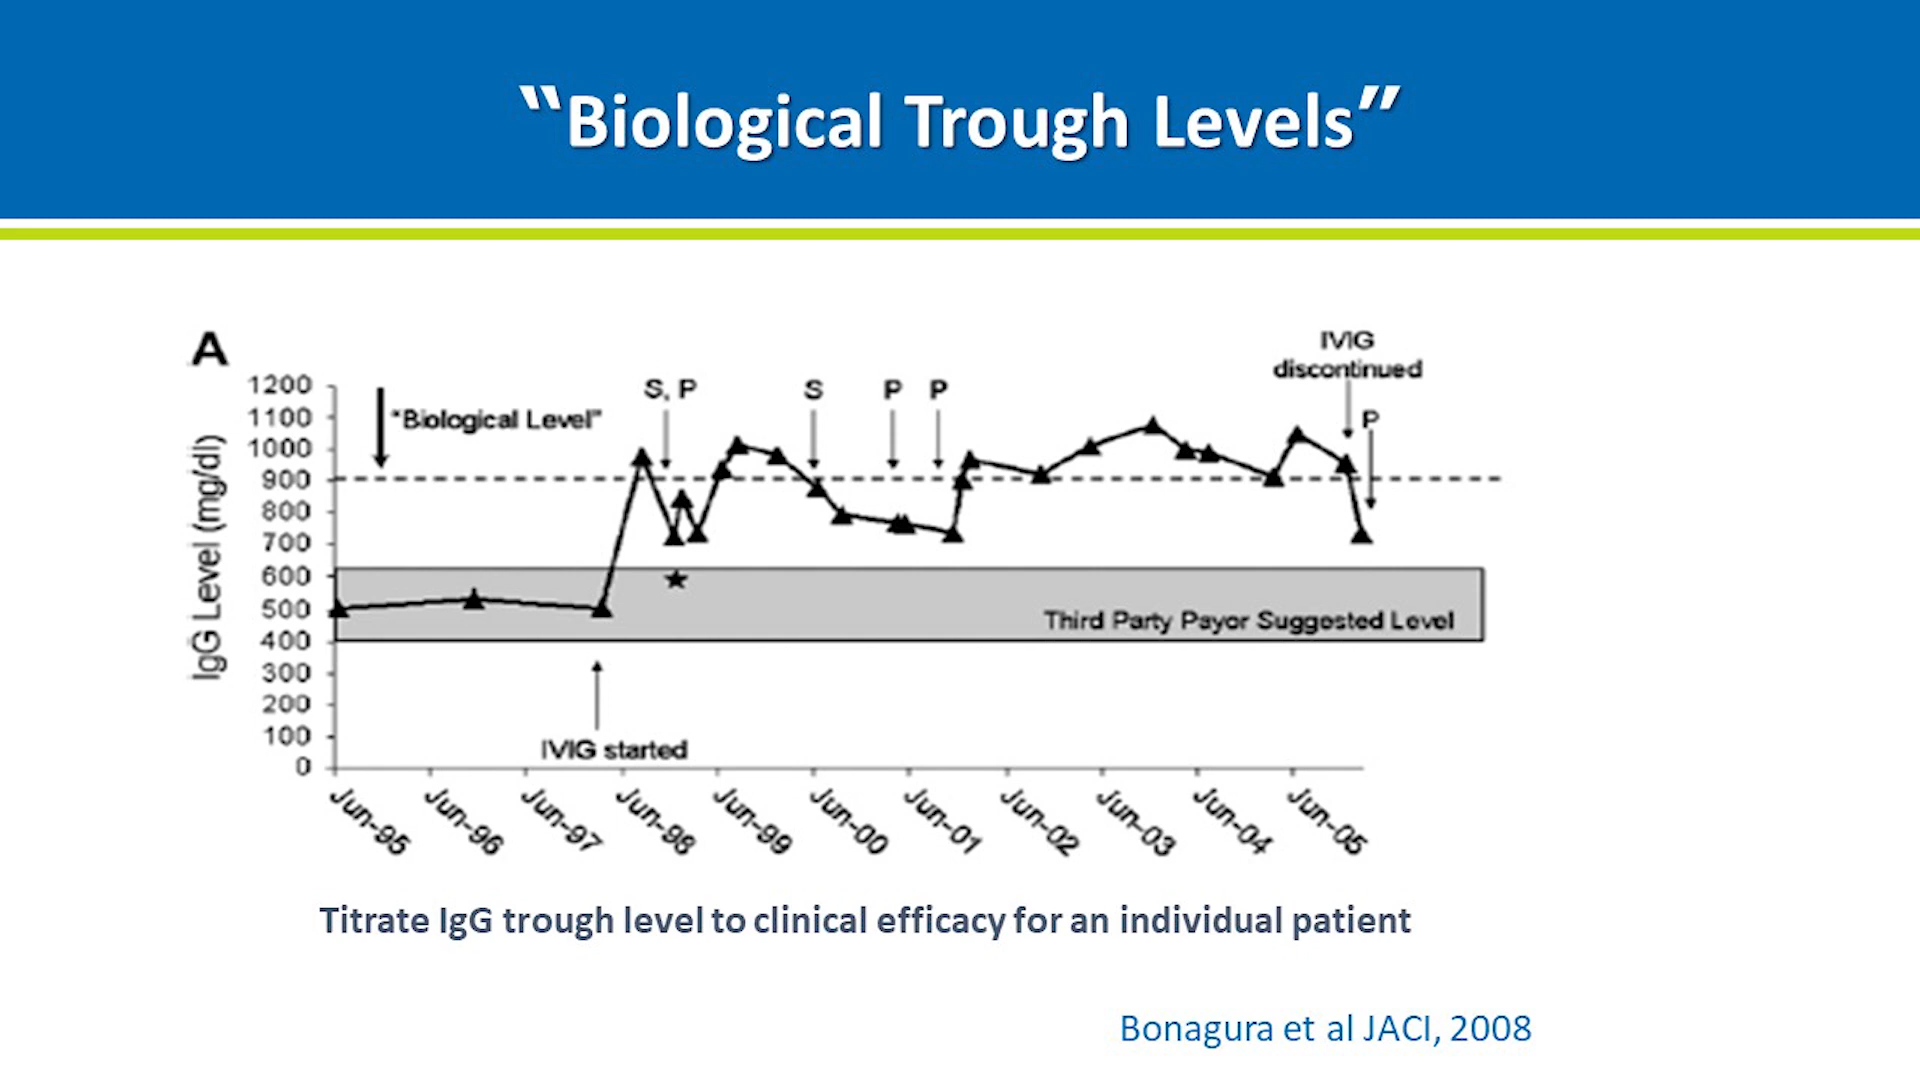 “Biological Trough Levels”
A
IVIG
discontinued
1200
1100
1000
900
800
700
600
500
400
300
200
100
0
IgG Level (mg/dl)
"Biological Level"
S, P
S
P
P
P
Third Party Payor Suggested Level
IVIG started
Jun-95
Jun-96
Jun-97
Jun-98
Jun-99
Jun-00
Jun-01
Jun-02
Jun-03
Jun-04
Jun-05
Titrate IgG trough level to clinical efficacy for an individual patient
Bonagura et al JACI, 2008